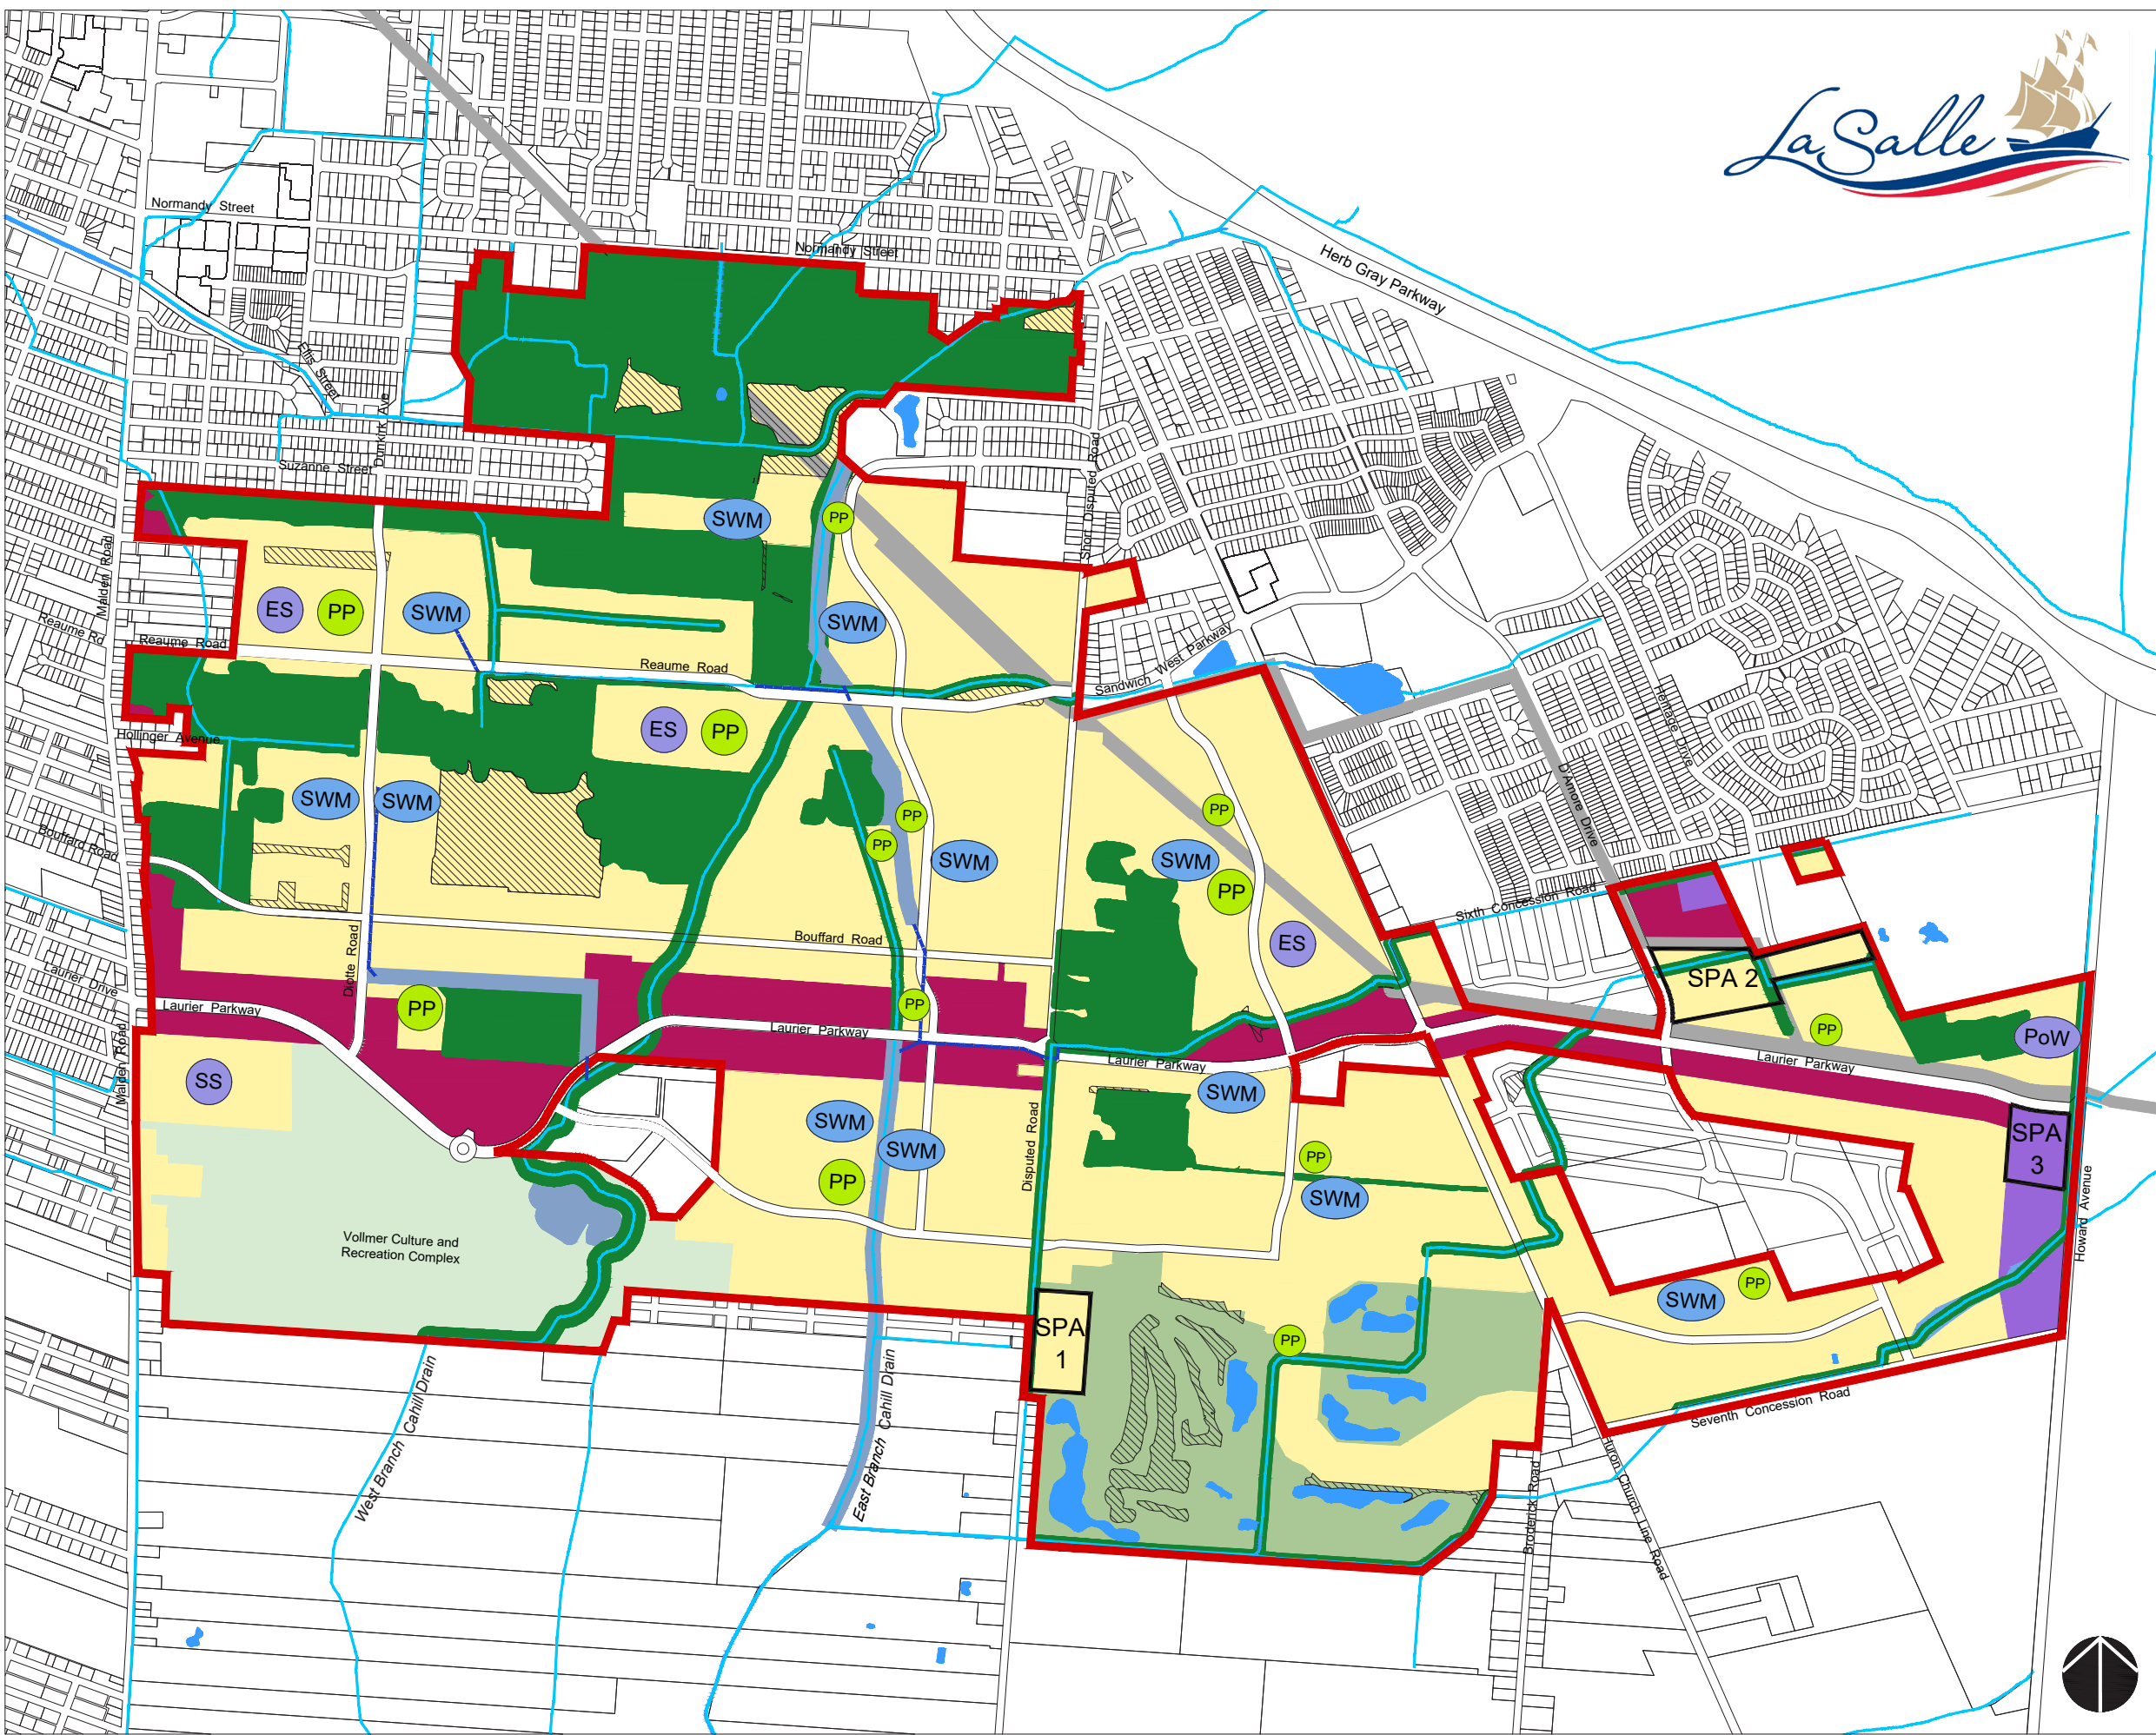 LaSalle
Normandy Street
Normandy Street
Herb Gray Parkway
Ellis Street
Dunkirk Ave
Suzanne Street
Short Disputed Road
SWM
PP
Malden Road
ES
PP
SWM
SWM
Reaume Rd
Reaume Road
Reaume Road
Sandwich West Parkway
Heritage Drive
Hollinger Avenue
ES
PP
D'Amore Drive
SWM
SWM
PP
PP
PP
SWM
SWM
PP
Bouffard Road
Sixth Concession Road
Bouffard Road
ES
Diotte Road
Laurier Drive
SPA 2
Laurier Parkway
PP
PP
Laurier Parkway
PP
PoW
Laurier Parkway
Laurier Parkway
Malden Road
SS
SWM
SWM
SWM
PP
Disputed Road
PP
SWM
SPA
3
Howard Avenue
Vollmer Culture and
Recreation Complex
SWM
PP
SPA
1
PP
West Branch Cahill Drain
East Branch Cahill Drain
Seventh Concession Road
Broderick Road
Huron Church Line Road